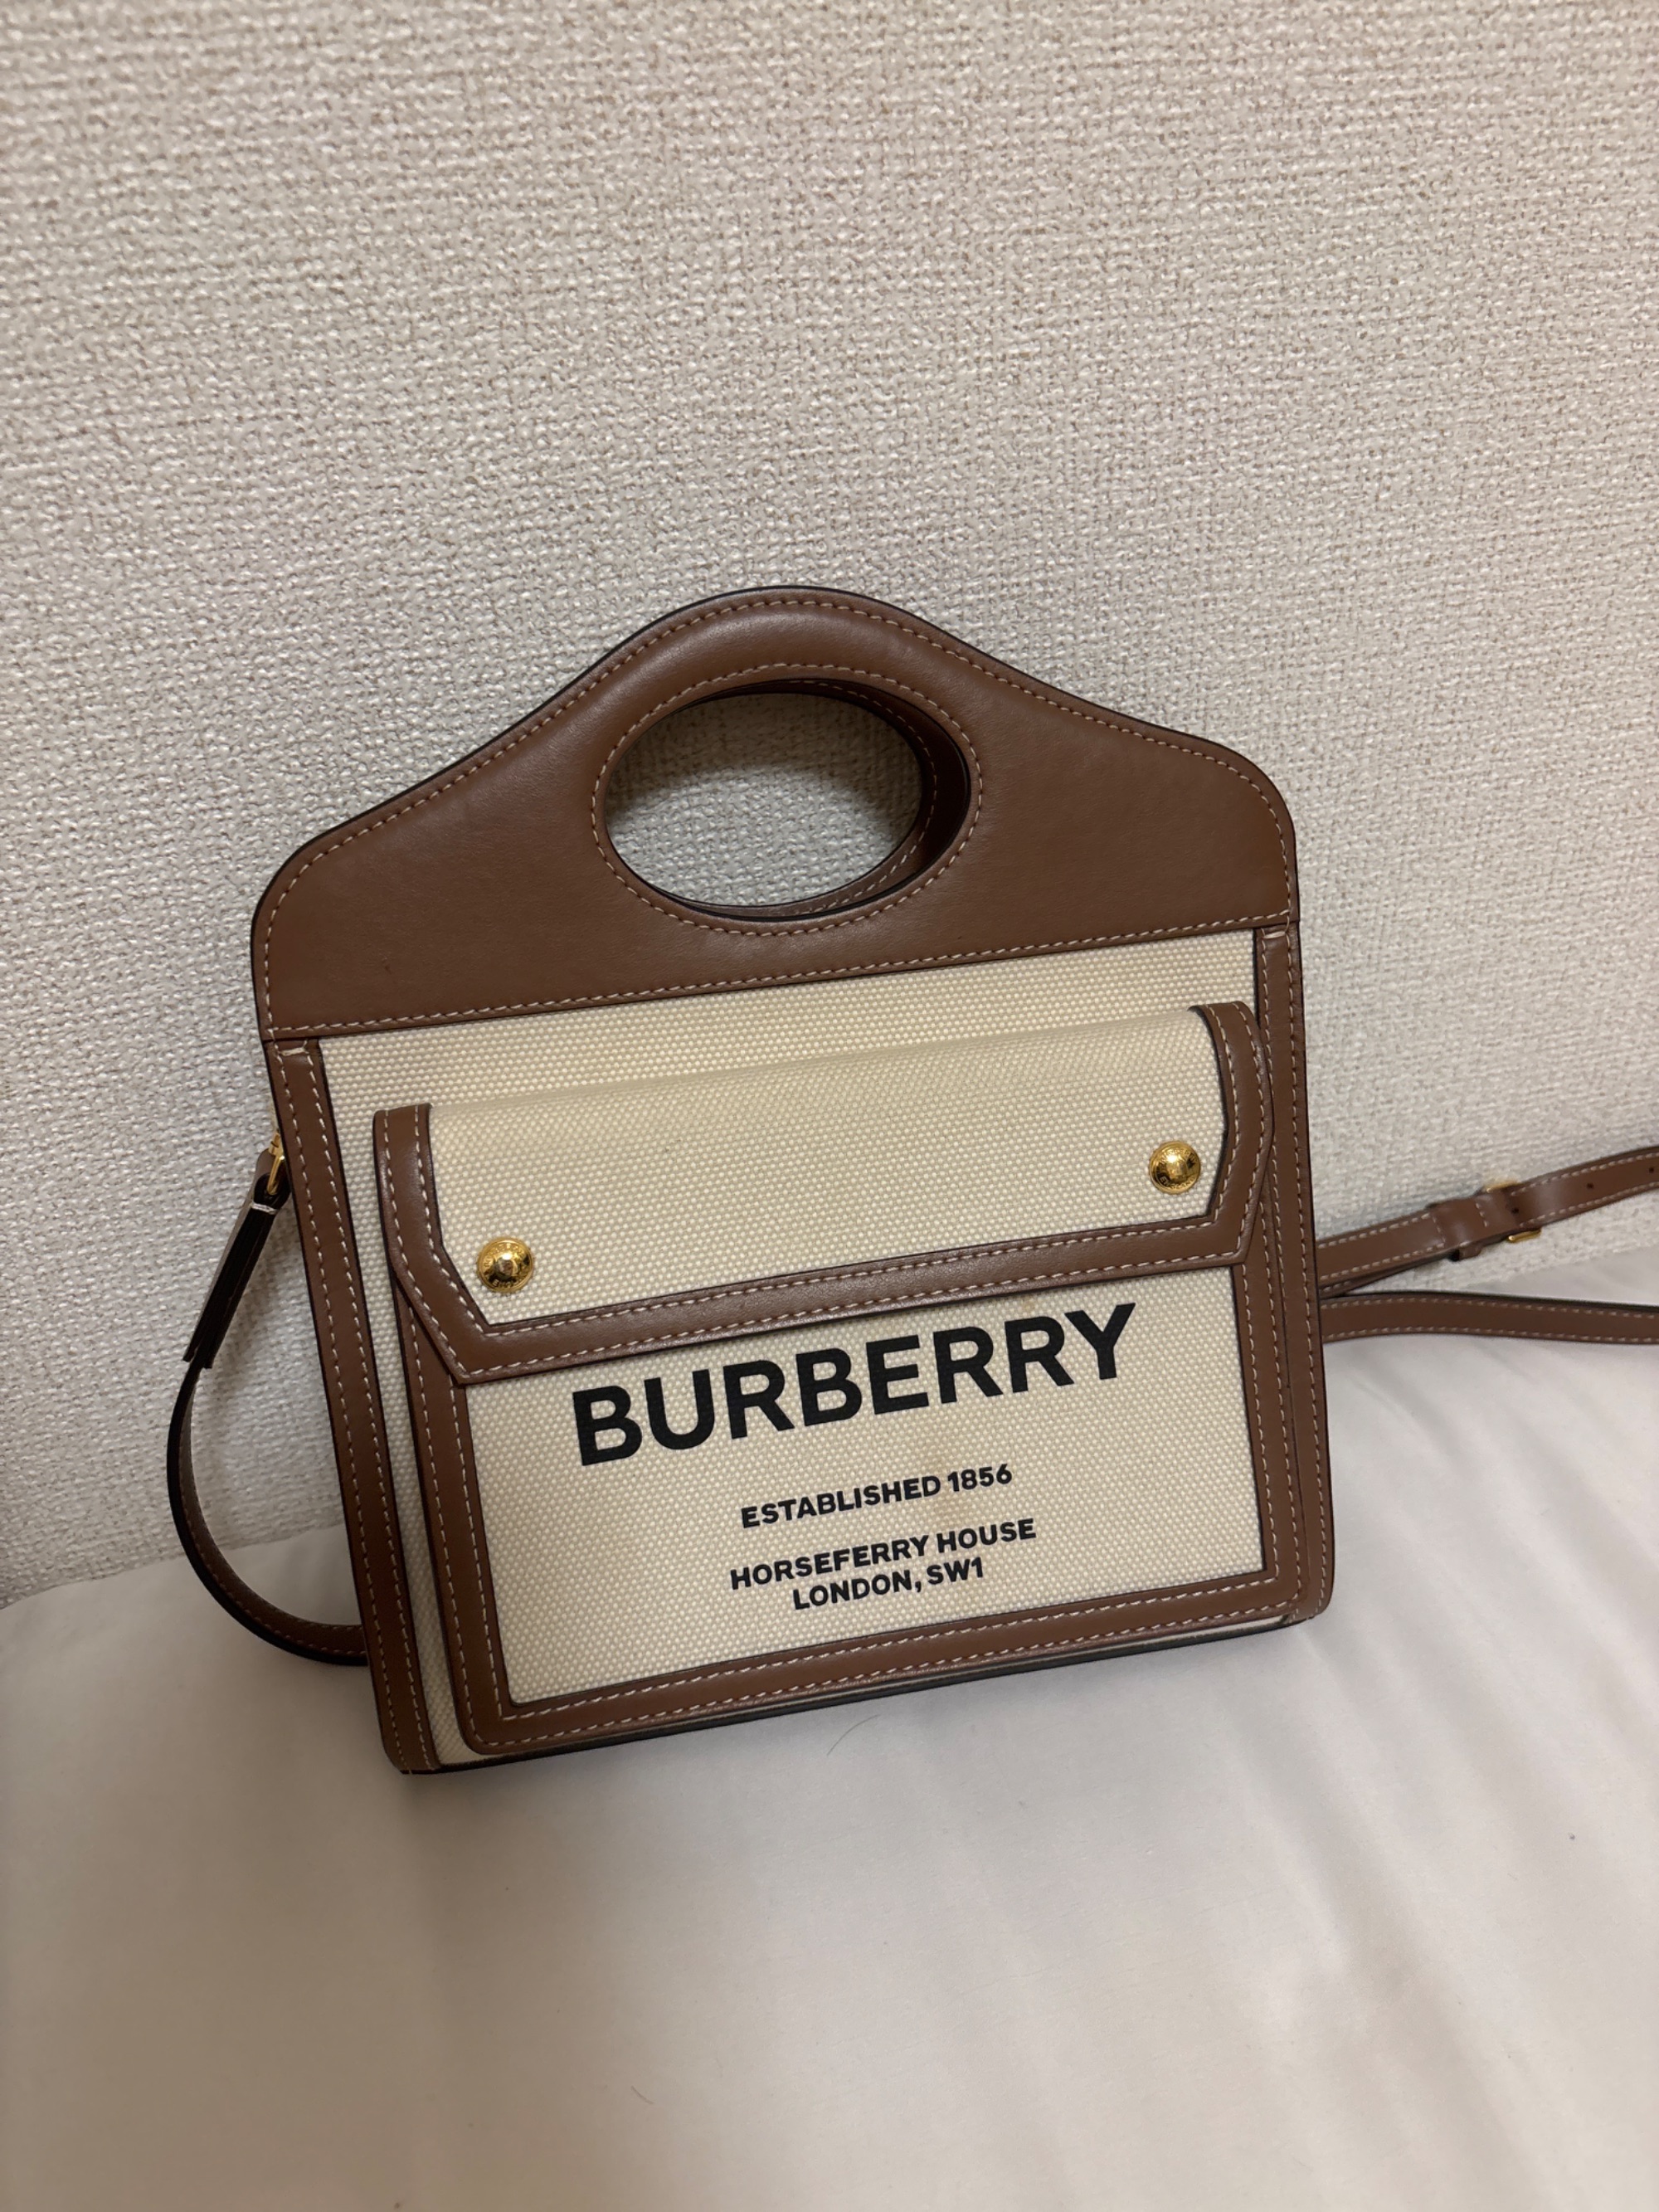 BURBERRY
ESTABLISHED 1856
HORSEFERRY HOUSE
LONDON, SW1